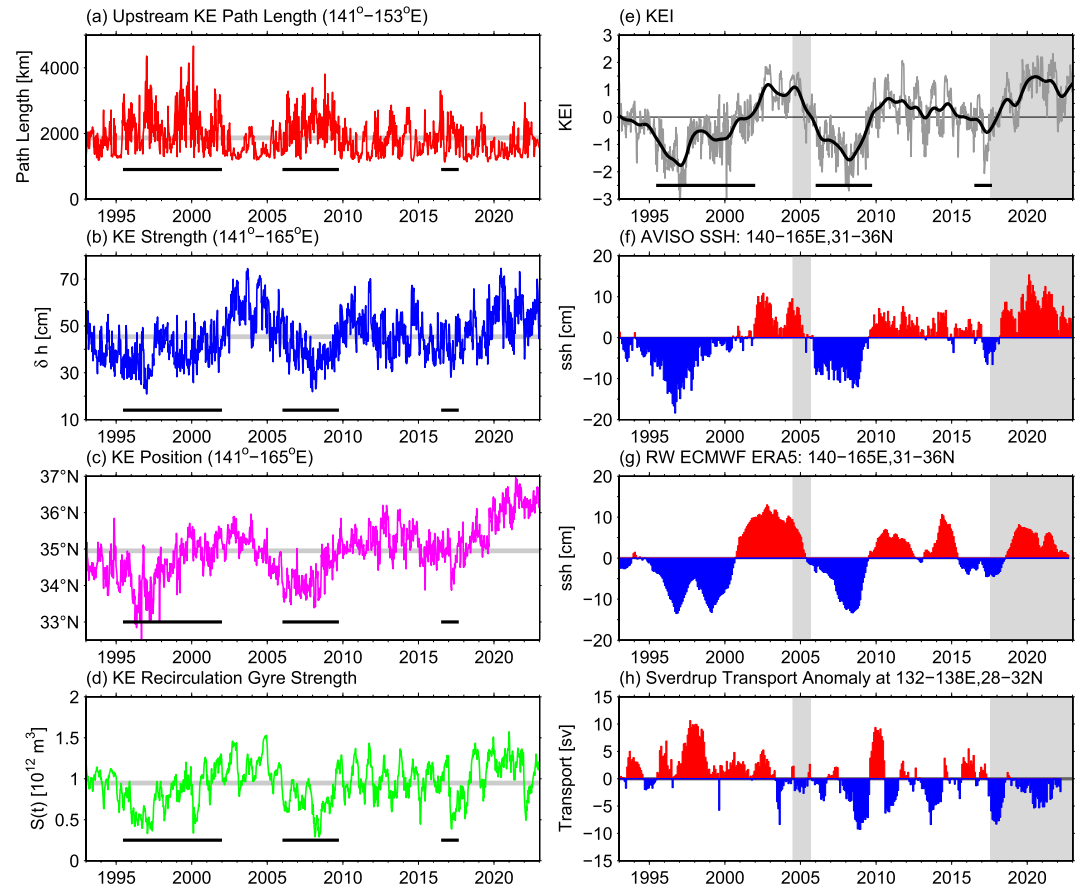 (a) Upstream KE Path Length (141°−153°E)
Path Length [km]
4000
2000
0
1995 2000 2005 2010 2015 2020
(b) KE Strength (141°−165°E)
δ h [cm]
70
50
30
10
1995 2000 2005 2010 2015 2020
(c) KE Position (141°−165°E)
37°N
36°N
35°N
34°N
33°N
1995 2000 2005 2010 2015 2020
(d) KE Recirculation Gyre Strength
S(t) [10¹² m³]
2
1.5
1
0.5
0
1995 2000 2005 2010 2015 2020
(e) KEI
KEI
3
2
1
0
−1
−2
−3
1995 2000 2005 2010 2015 2020
(f) AVISO SSH: 140−165E,31−36N
ssh [cm]
20
10
0
−10
−20
1995 2000 2005 2010 2015 2020
(g) RW ECMWF ERA5: 140−165E,31−36N
ssh [cm]
20
10
0
−10
−20
1995 2000 2005 2010 2015 2020
(h) Sverdrup Transport Anomaly at 132−138E,28−32N
Transport [sv]
15
10
5
0
−5
−10
−15
1995 2000 2005 2010 2015 2020